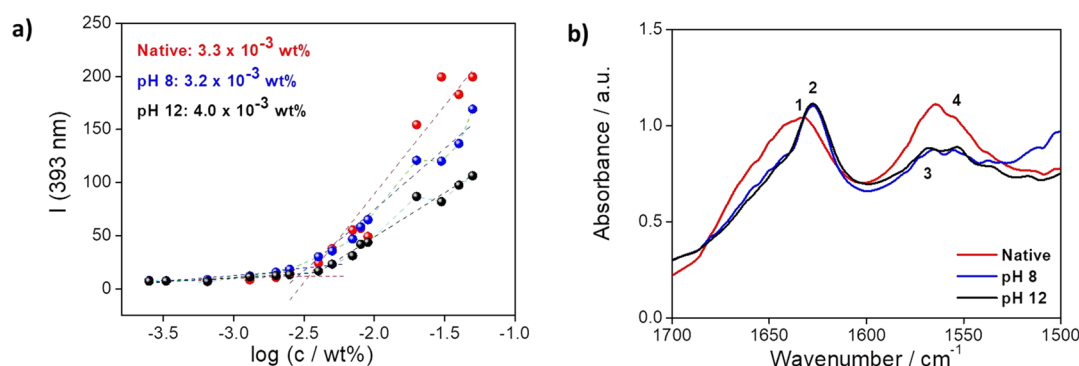 a)
I (393 nm)
250
200
150
100
50
0
Native: 3.3 x 10⁻³ wt%
pH 8: 3.2 x 10⁻³ wt%
pH 12: 4.0 x 10⁻³ wt%
-3.5 -3.0 -2.5 -2.0 -1.5 -1.0
log (c / wt%)
b)
Absorbance / a.u.
1.5
1.0
0.5
0.0
1 2 4
3
Native
pH 8
pH 12
1700 1650 1600 1550 1500
Wavenumber / cm⁻¹